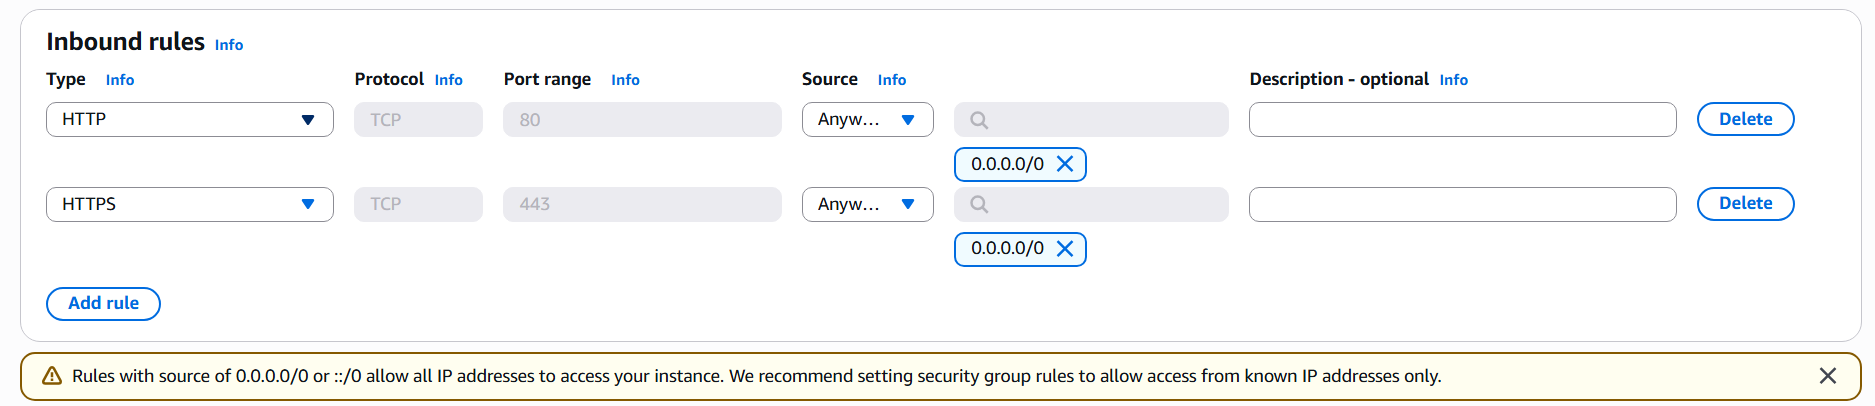 Inbound rules Info
Type Info Protocol Info Port range Info Source Info Description - optional Info
HTTP TCP 80 Anyw... Delete
0.0.0.0/0
HTTPS TCP 443 Anyw... Delete
0.0.0.0/0
Add rule
Rules with source of 0.0.0.0/0 or ::/0 allow all IP addresses to access your instance. We recommend setting security group rules to allow access from known IP addresses only.